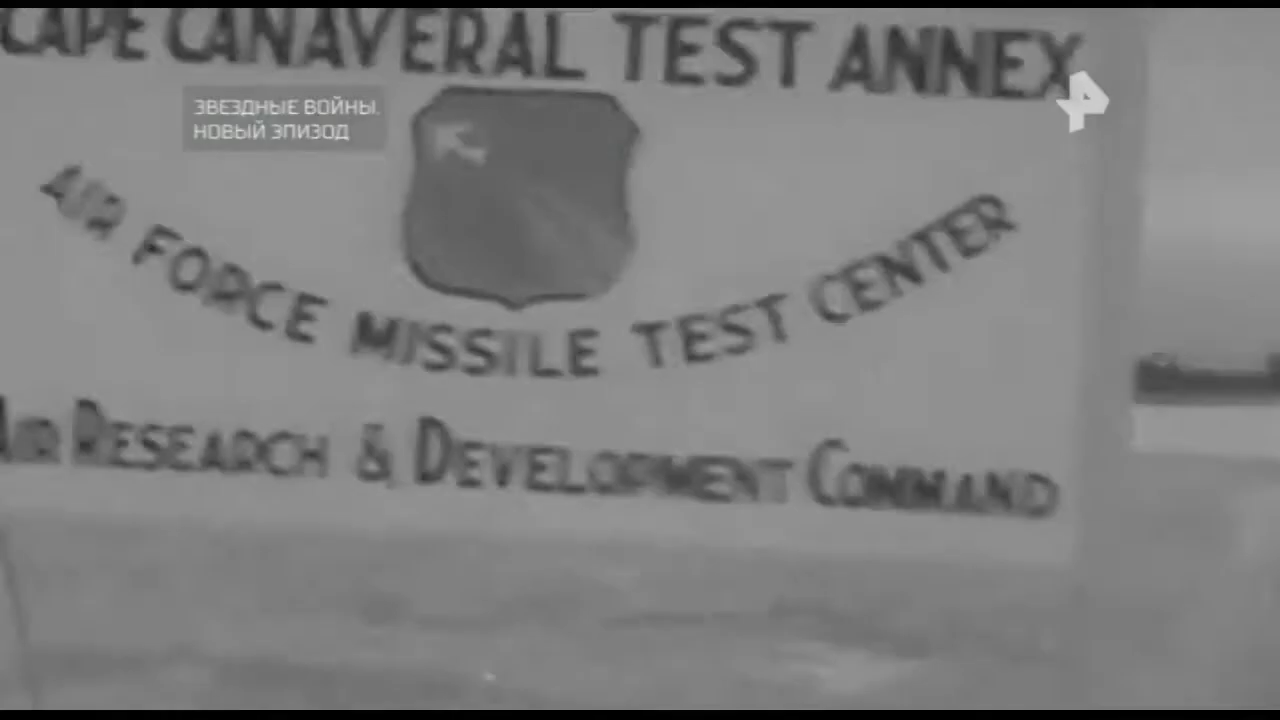 CAPE CANAVERAL TEST ANNEX
ЗВЕЗДНЫЕ ВОЙНЫ.
НОВЫЙ ЭПИЗОД
AIR FORCE MISSILE TEST CENTER
AIR RESEARCH & DEVELOPMENT COMMAND